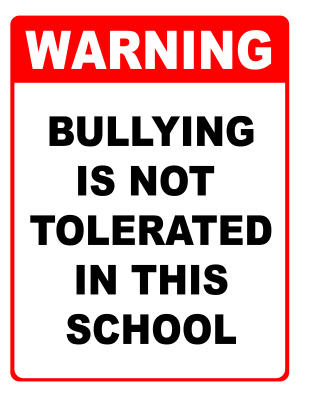 WARNING
BULLYING
IS NOT
TOLERATED
IN THIS
SCHOOL